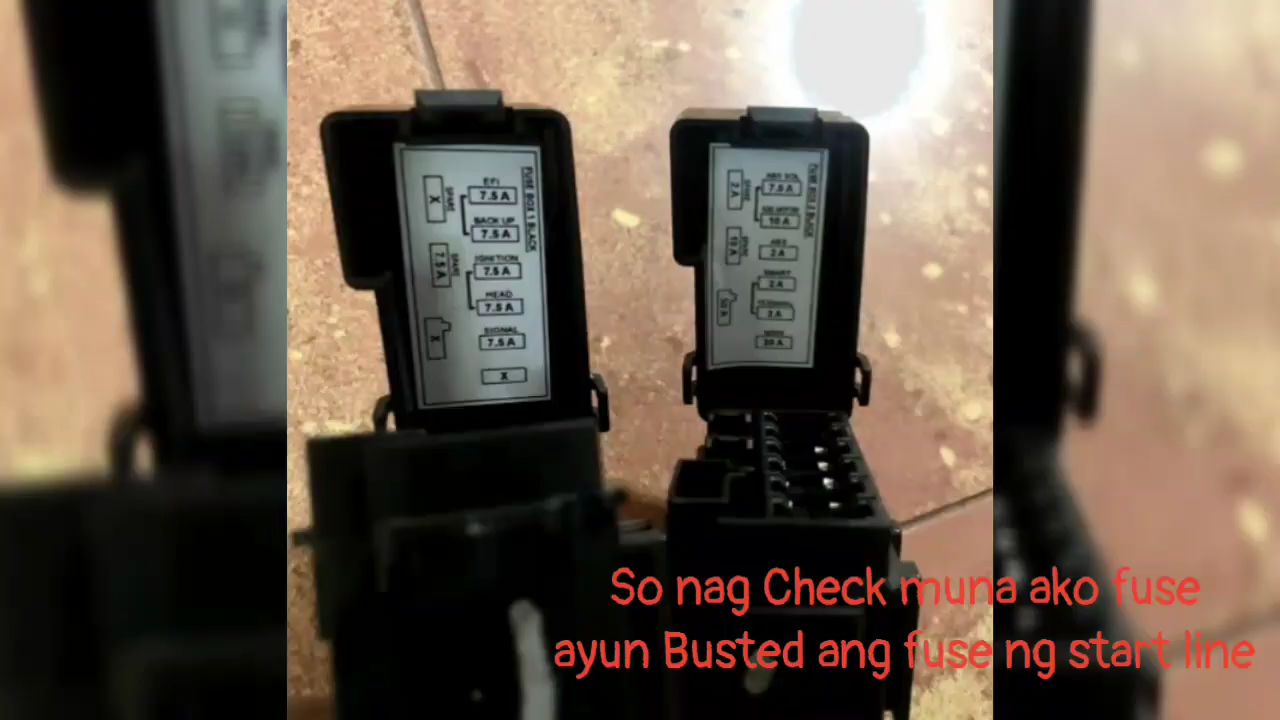 FUSE BOX 1 BLACK
EFI
7.5 A
BACK UP
7.5 A
IGNITION
7.5 A
HEAD
7.5 A
SIGNAL
7.5 A
X
SPARE
X
SPARE
7.5 A
X
FUSE BOX 2 BLACK
ABS SOL
7.5 A
ABS MOTOR
10 A
ABS
2 A
SMART
2 A
2 A
MAIN
20 A
SPARE
2 A
SPARE
10 A
So nag Check muna ako fuse
ayun Busted ang fuse ng start line